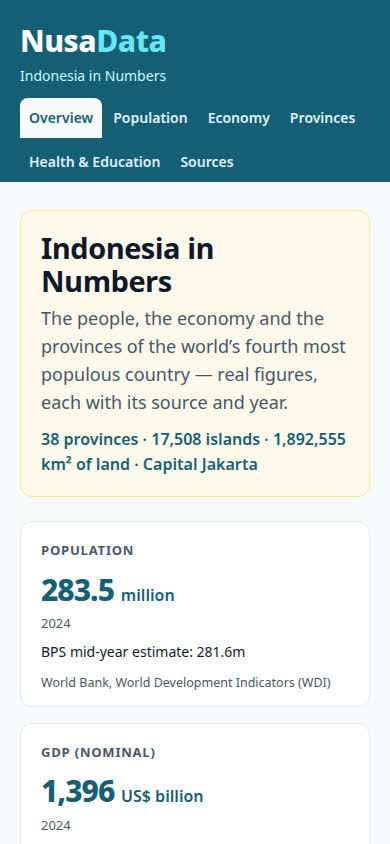 NusaData
Indonesia in Numbers
Overview Population Economy Provinces
Health & Education Sources
Indonesia in
Numbers
The people, the economy and the
provinces of the world’s fourth most
populous country — real figures,
each with its source and year.
38 provinces · 17,508 islands · 1,892,555
km² of land · Capital Jakarta
POPULATION
283.5 million
2024
BPS mid-year estimate: 281.6m
World Bank, World Development Indicators (WDI)
GDP (NOMINAL)
1,396 US$ billion
2024